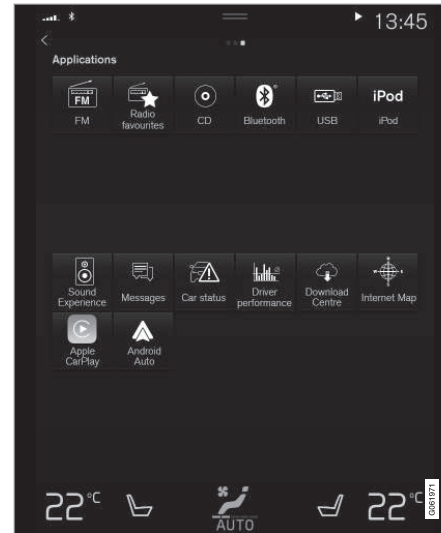 13:45
Applications
FM
iPod
FM
Radio favourites
CD
Bluetooth
USB
iPod
Sound Experience
Messages
Car status
Driver performance
Download Centre
Internet Map
Apple CarPlay
Android Auto
22°C
AUTO
22°C
G061971